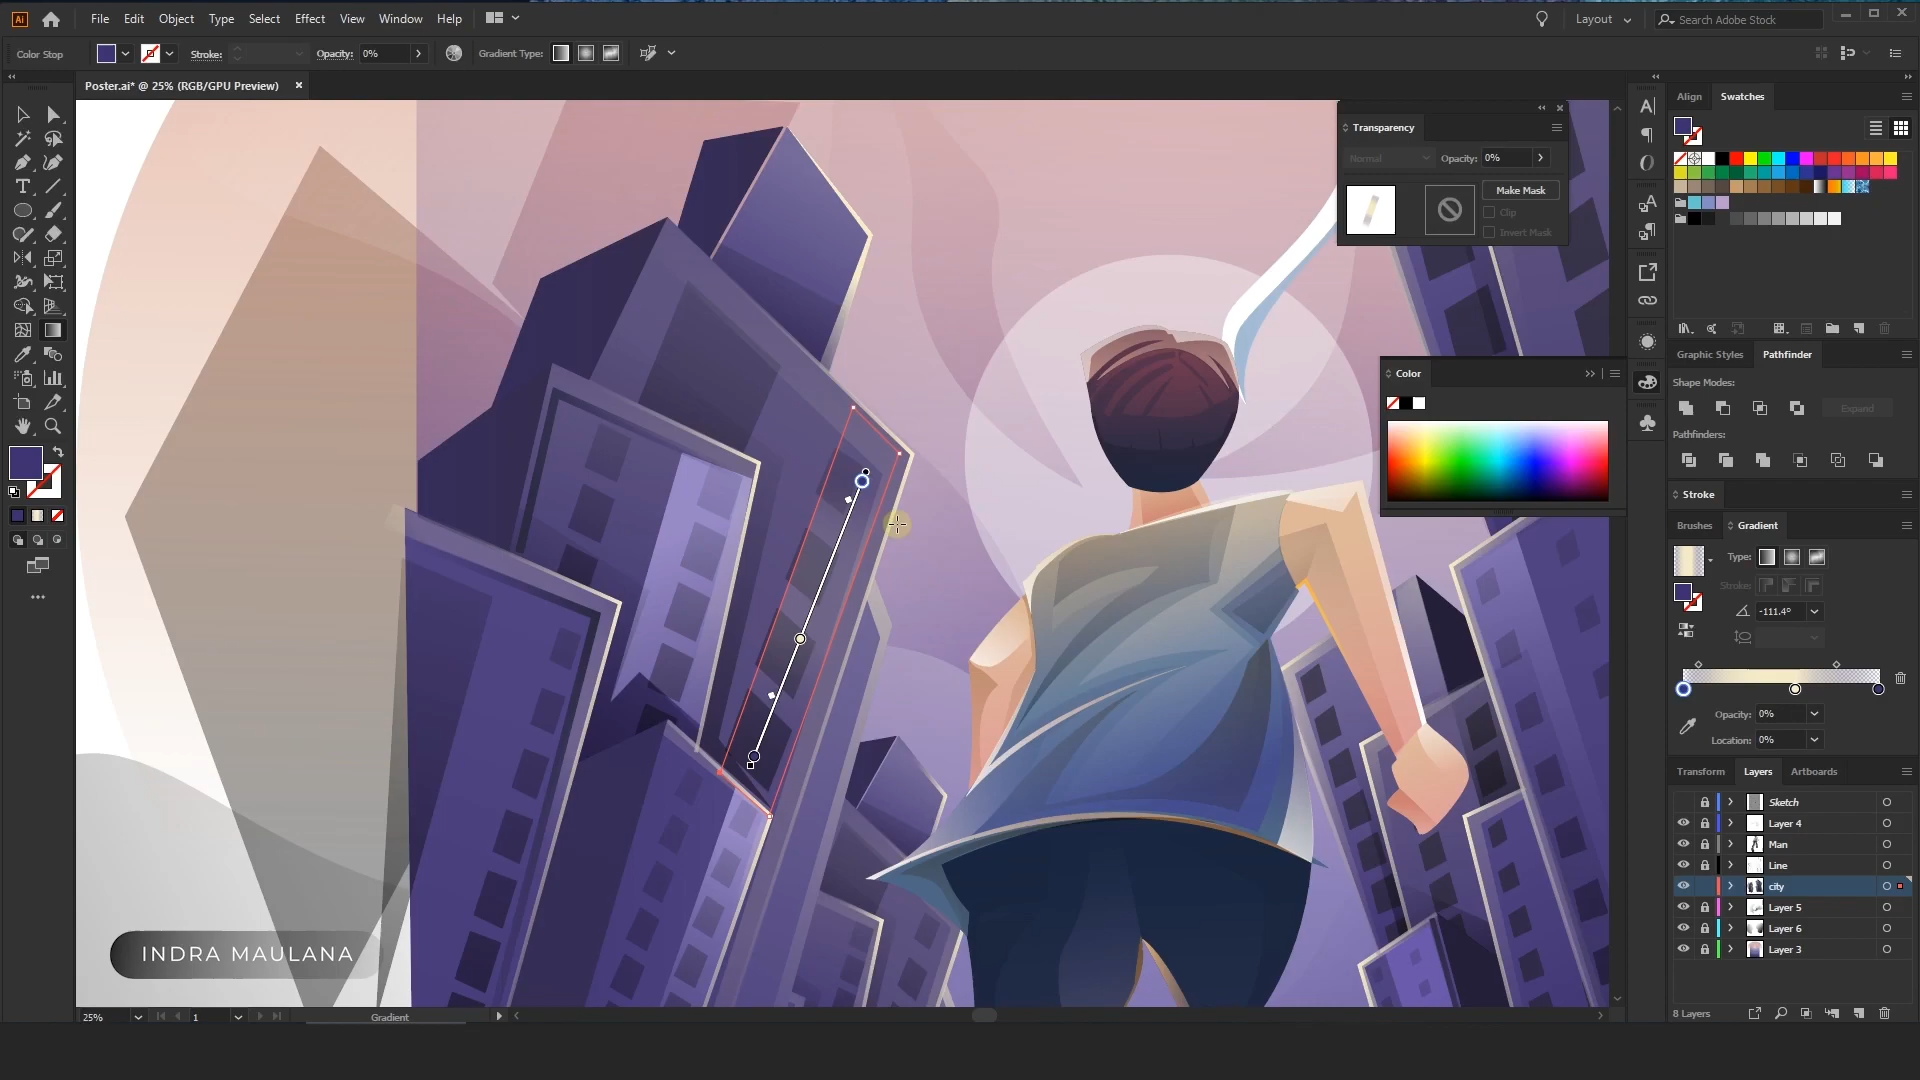 Ai File Edit Object Type Select Effect View Window Help Layout Search Adobe Stock
Color Stop Stroke: Opacity: 0% Gradient Type:
Poster.ai* @ 25% (RGB/GPU Preview)
Align Swatches
Transparency
Normal Opacity: 0%
Make Mask
Clip
Invert Mask
Graphic Styles Pathfinder
Color
Shape Modes:
Expand
Pathfinders:
Stroke
Brushes Gradient
Type:
Stroke:
-111.4°
Opacity: 0%
Location: 0%
Transform Layers Artboards
Sketch
Layer 4
Man
Line
city
Layer 5
Layer 6
Layer 3
INDRA MAULANA
8 Layers
25% 1 Gradient